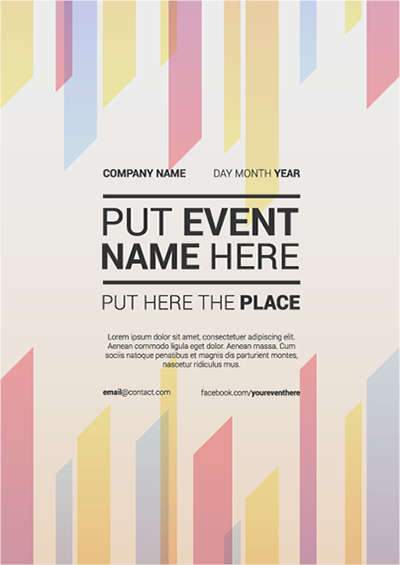 COMPANY NAME DAY MONTH YEAR
PUT EVENT
NAME HERE
PUT HERE THE PLACE
Lorem ipsum dolor sit amet, consectetuer adipiscing elit.
Aenean commodo ligula eget dolor. Aenean massa. Cum
sociis natoque penatibus et magnis dis parturient montes,
nascetur ridiculus mus.
email@contact.com facebook.com/youreventhere